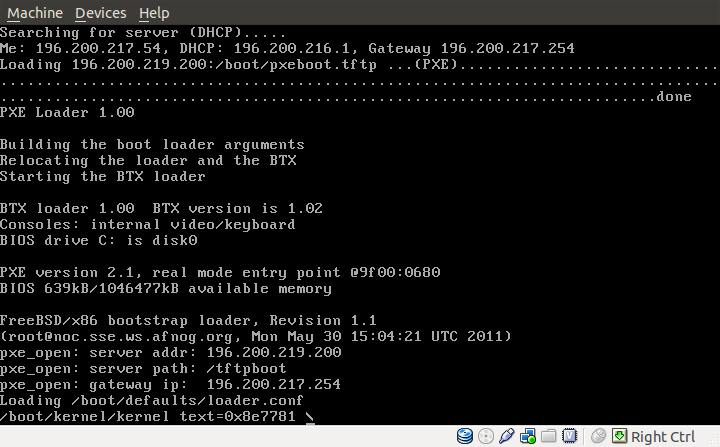 Machine Devices Help
Searching for server (DHCP).....
Me: 196.200.217.54, DHCP: 196.200.216.1, Gateway 196.200.217.254
Loading 196.200.219.200:/boot/pxeboot.tftp ...(PXE).............................
................................................................................
.........................................................................done
PXE Loader 1.00
Building the boot loader arguments
Relocating the loader and the BTX
Starting the BTX loader
BTX loader 1.00  BTX version is 1.02
Consoles: internal video/keyboard
BIOS drive C: is disk0
PXE version 2.1, real mode entry point @9f00:0680
BIOS 639kB/1046477kB available memory
FreeBSD/x86 bootstrap loader, Revision 1.1
(root@noc.sse.ws.afnog.org, Mon May 30 15:04:21 UTC 2011)
pxe_open: server addr: 196.200.219.200
pxe_open: server path: /tftpboot
pxe_open: gateway ip:  196.200.217.254
Loading /boot/defaults/loader.conf
/boot/kernel/kernel text=0x8e7781 \
Right Ctrl